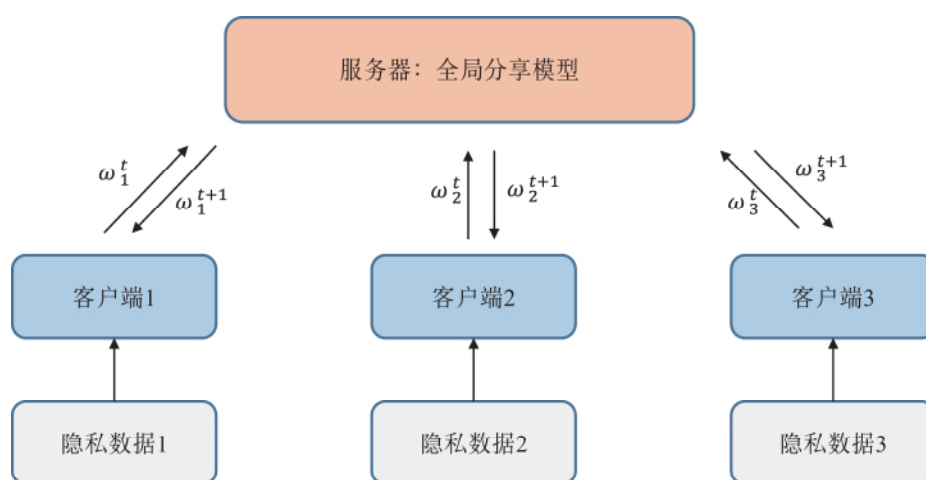 服务器：全局分享模型
ω₁ᵗ
ω₁ᵗ⁺¹
ω₂ᵗ
ω₂ᵗ⁺¹
ω₃ᵗ
ω₃ᵗ⁺¹
客户端1
客户端2
客户端3
隐私数据1
隐私数据2
隐私数据3